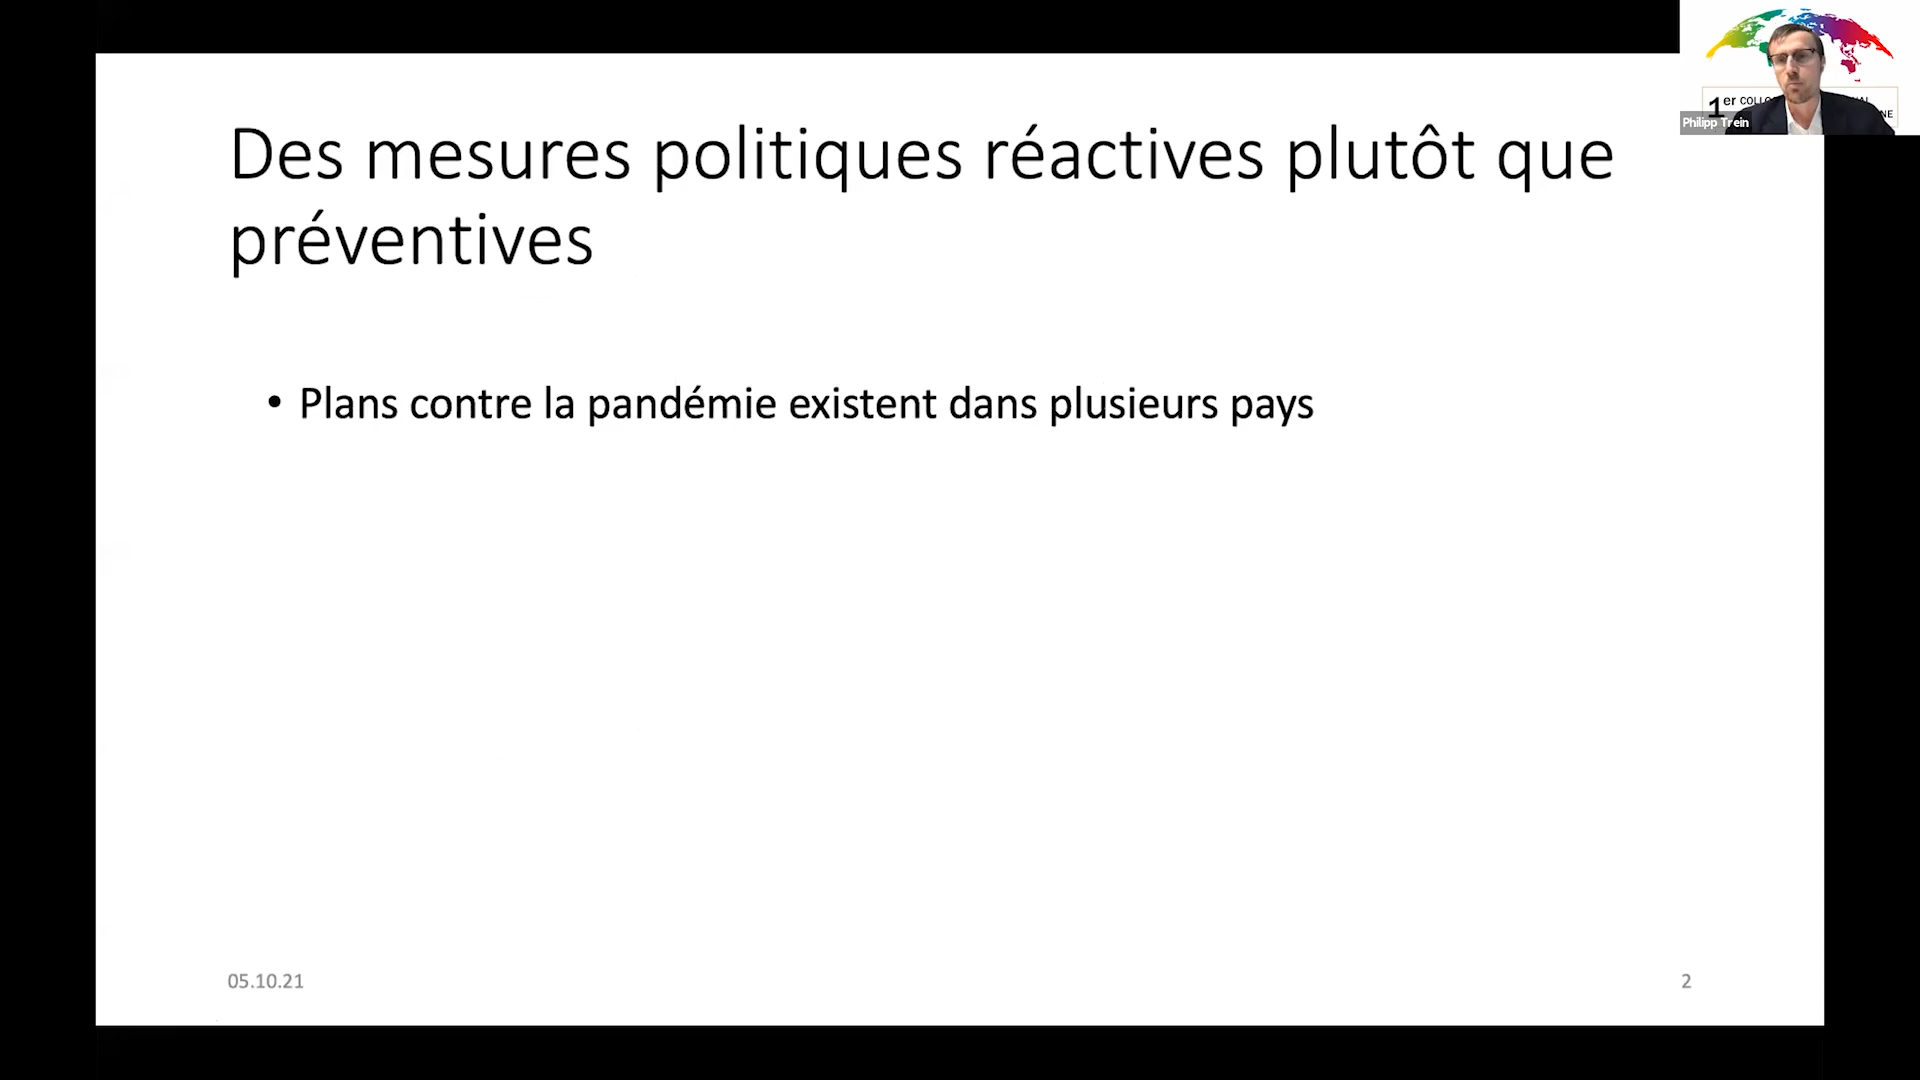 Des mesures politiques réactives plutôt que
préventives
• Plans contre la pandémie existent dans plusieurs pays
05.10.21
2
1er
Philipp Trein